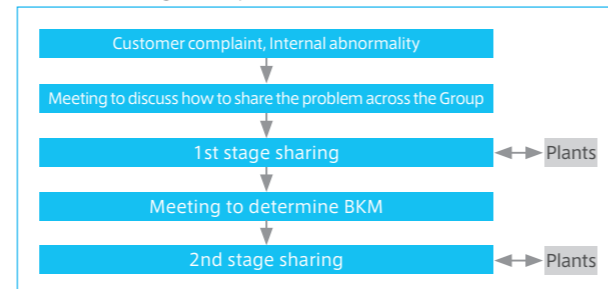 Customer complaint, Internal abnormality
Meeting to discuss how to share the problem across the Group
1st stage sharing
Plants
Meeting to determine BKM
2nd stage sharing
Plants